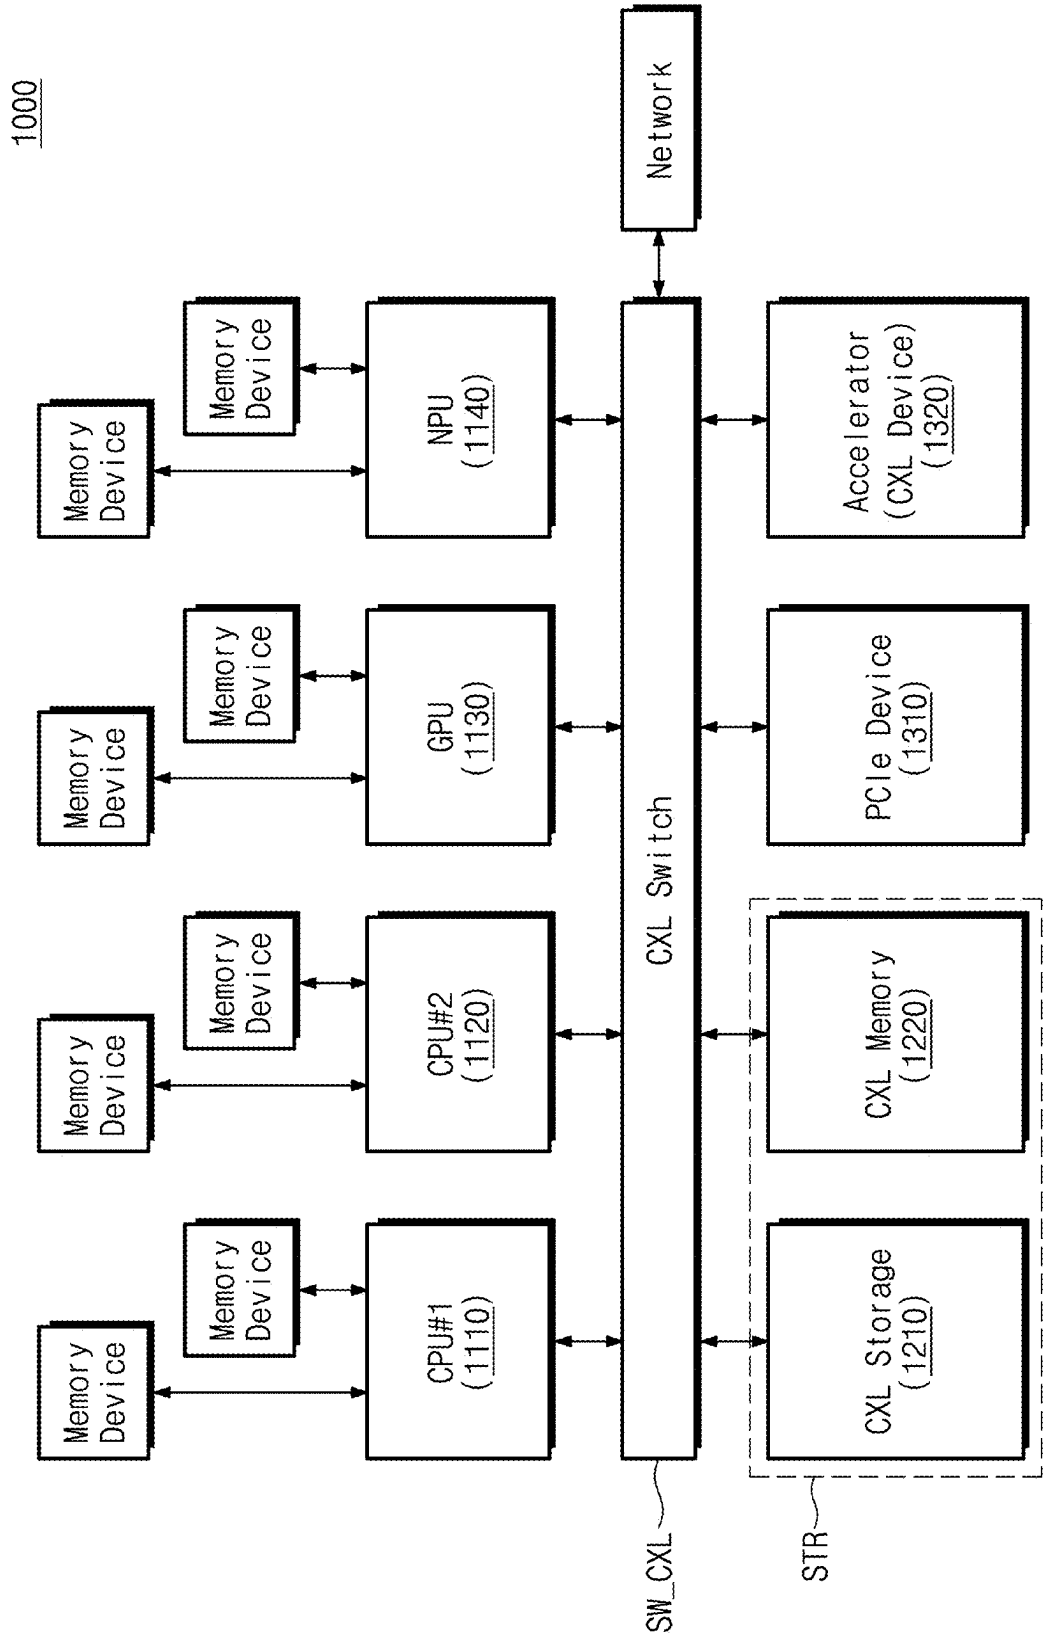 1000
Memory
Device
Memory
Device
Memory
Device
Memory
Device
Memory
Device
Memory
Device
Memory
Device
Memory
Device
CPU#1
(1110)
CPU#2
(1120)
GPU
(1130)
NPU
(1140)
SW_CXL
CXL Switch
Network
STR
CXL Storage
(1210)
CXL Memory
(1220)
PCIe Device
(1310)
Accelerator
(CXL Device)
(1320)